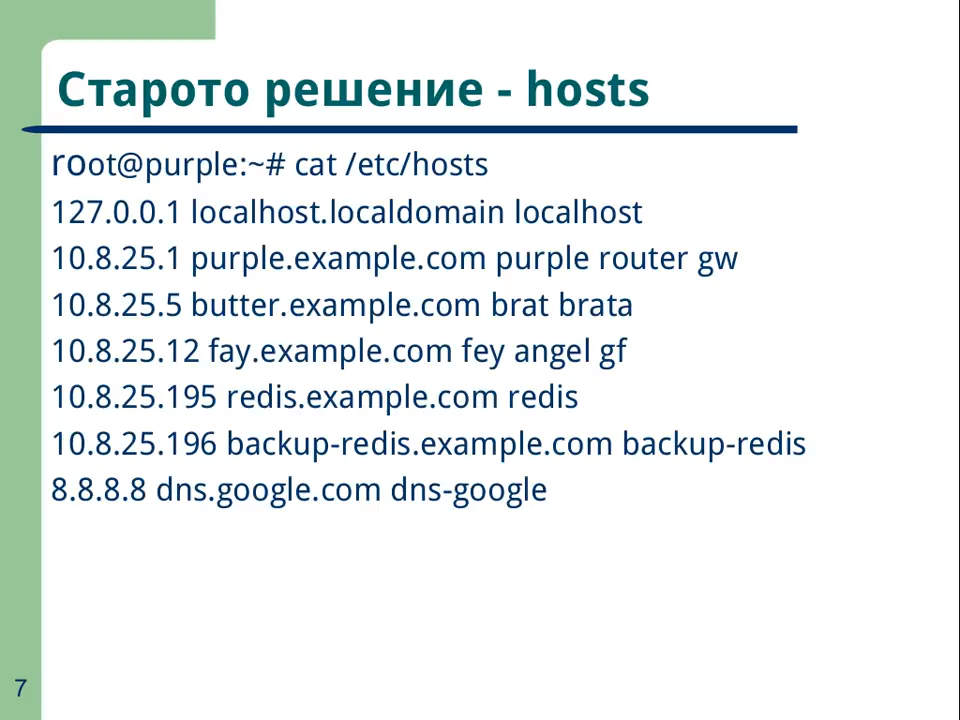 Старото решение - hosts
root@purple:~# cat /etc/hosts
127.0.0.1 localhost.localdomain localhost
10.8.25.1 purple.example.com purple router gw
10.8.25.5 butter.example.com brat brata
10.8.25.12 fay.example.com fey angel gf
10.8.25.195 redis.example.com redis
10.8.25.196 backup-redis.example.com backup-redis
8.8.8.8 dns.google.com dns-google
7